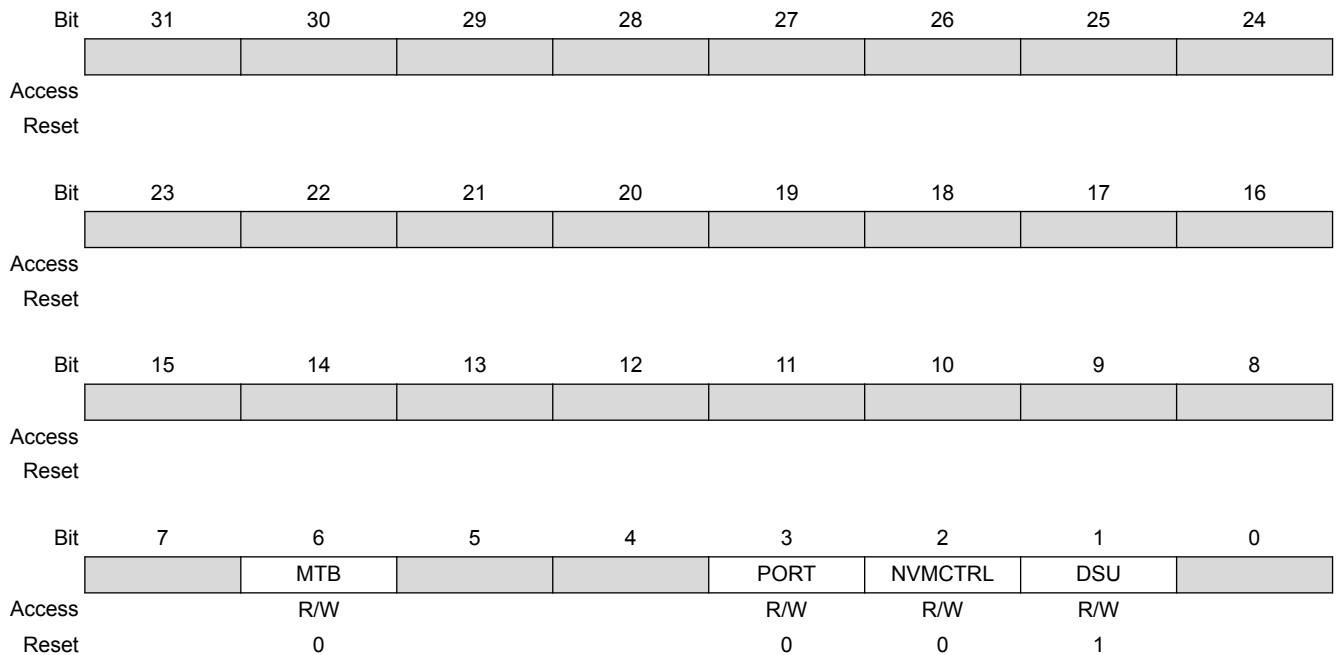 Bit 31 30 29 28 27 26 25 24
Access
Reset
Bit 23 22 21 20 19 18 17 16
Access
Reset
Bit 15 14 13 12 11 10 9 8
Access
Reset
Bit 7 6 5 4 3 2 1 0
MTB PORT NVMCTRL DSU
Access R/W R/W R/W R/W
Reset 0 0 0 1